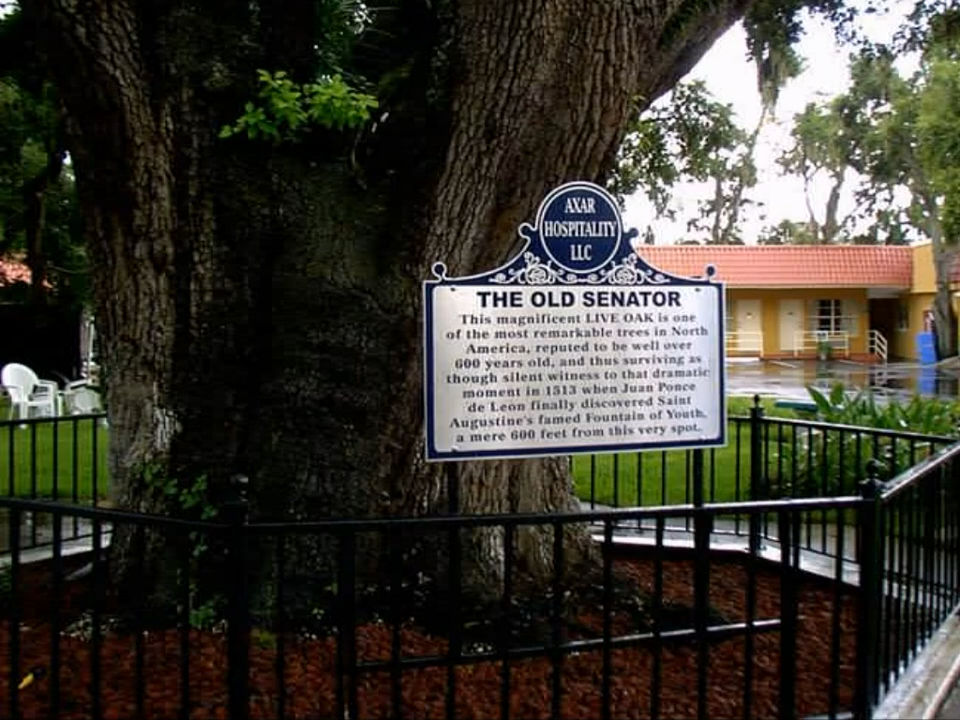 AXAR
HOSPITALITY
LLC
THE OLD SENATOR
This magnificent LIVE OAK is one
of the most remarkable trees in North
America, reputed to be well over
600 years old, and thus surviving as
though silent witness to that dramatic
moment in 1513 when Juan Ponce
de Leon finally discovered Saint
Augustine's famed Fountain of Youth,
a mere 600 feet from this very spot.